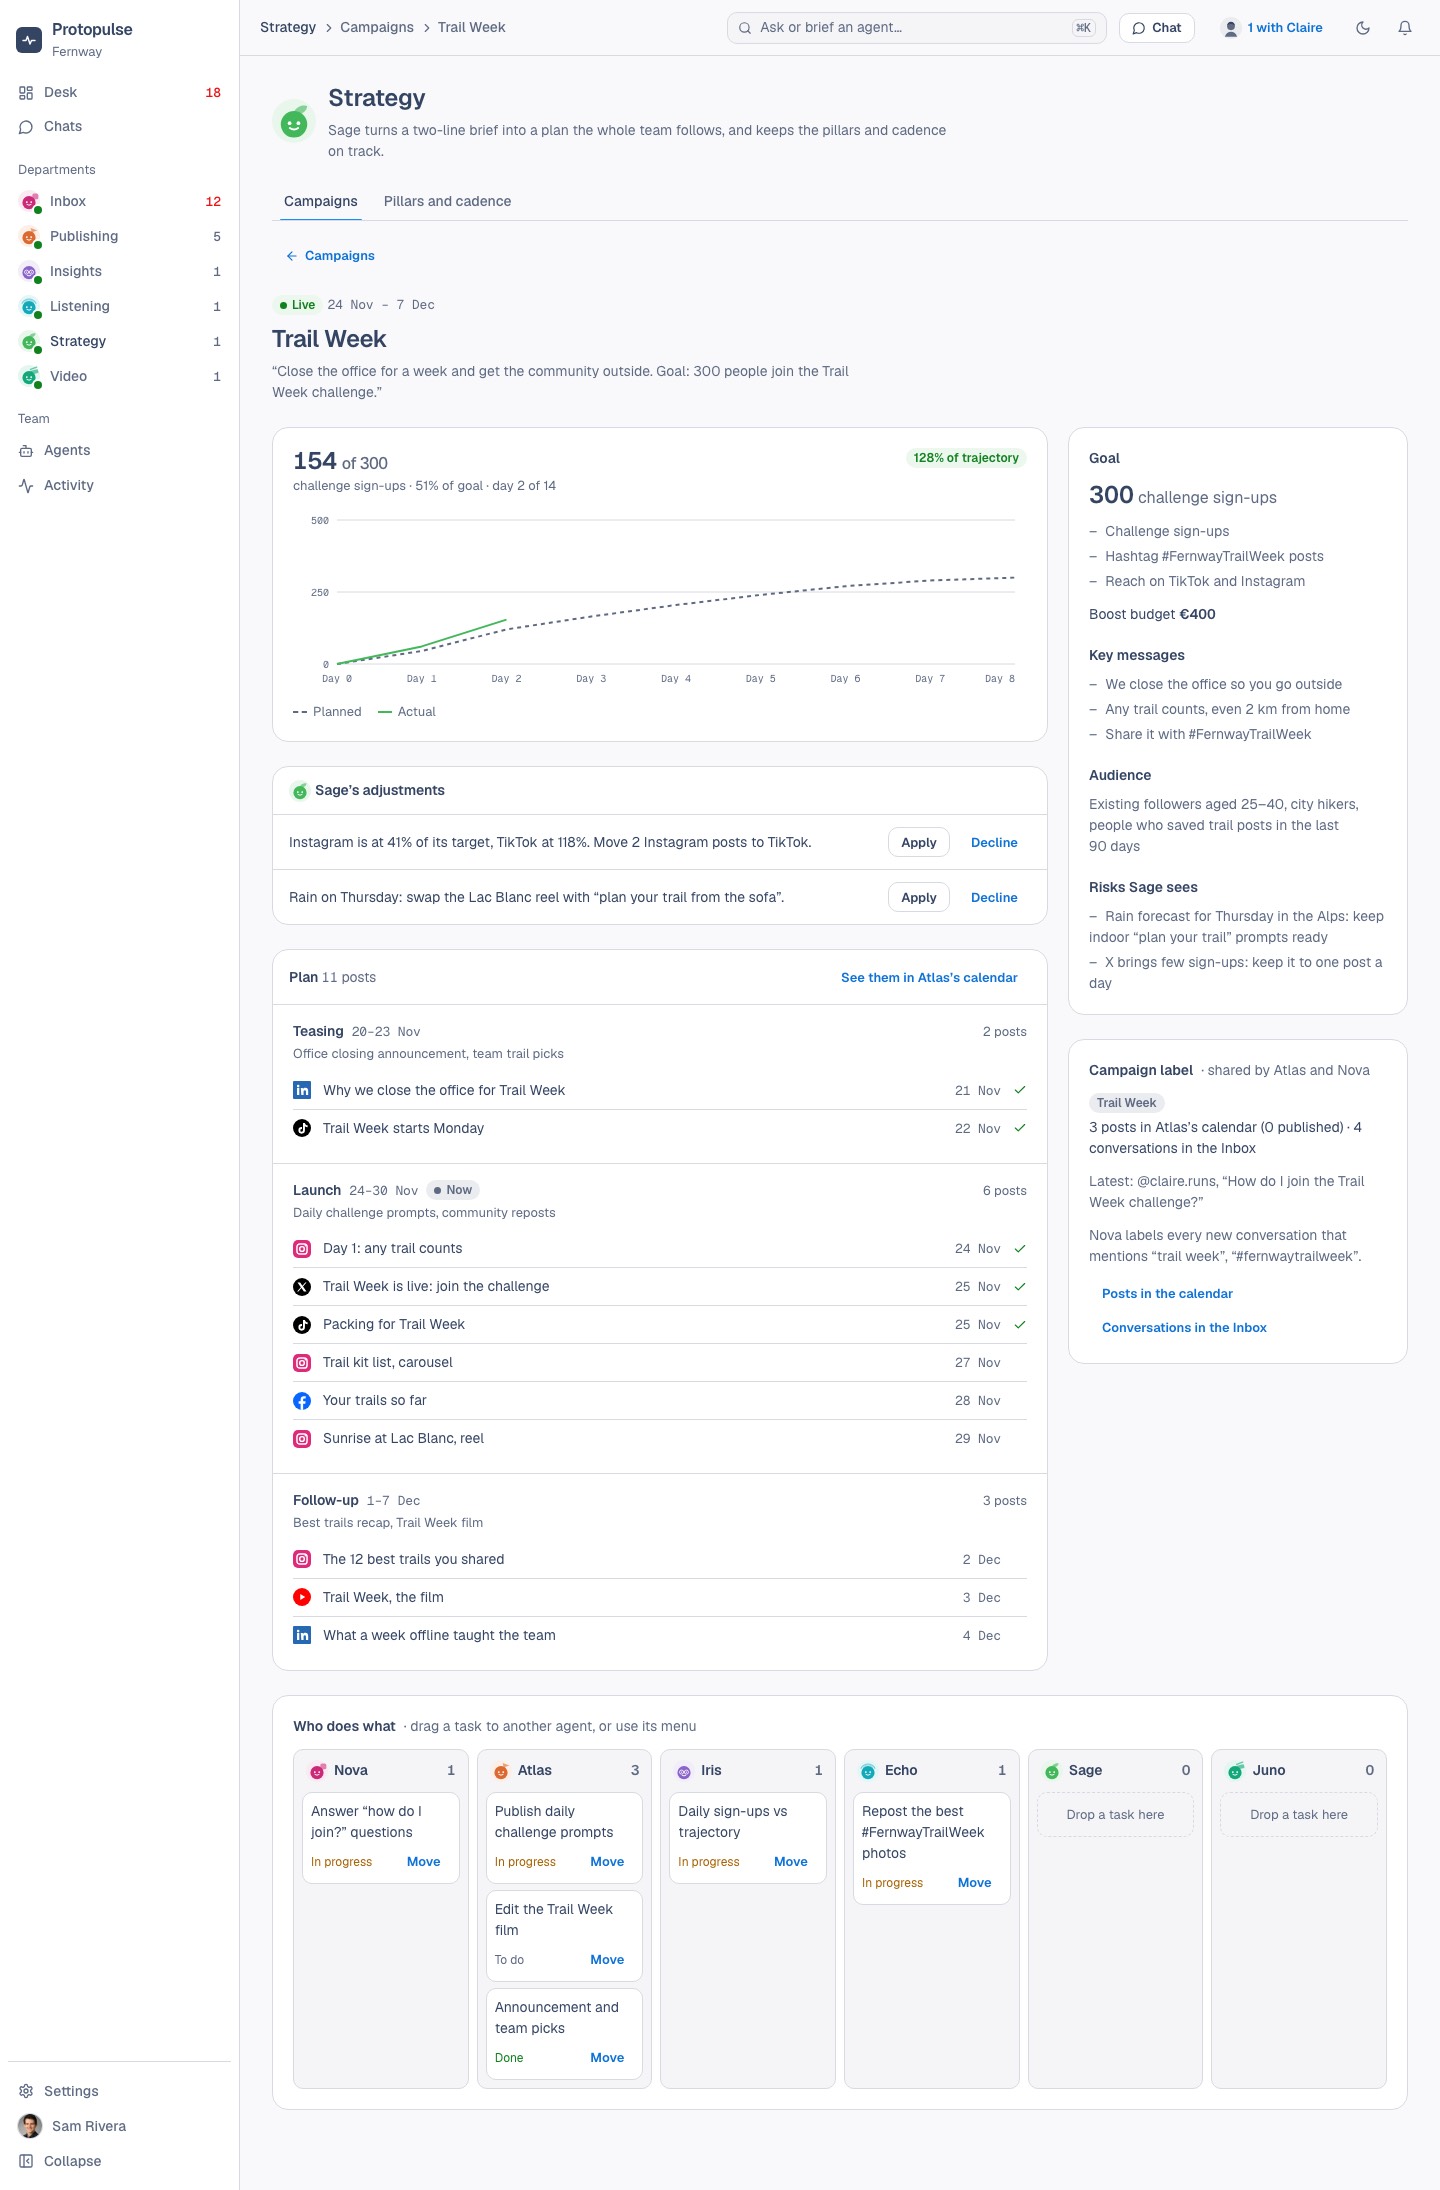 Protopulse
Fernway
Desk 18
Chats
Departments
Inbox 12
Publishing 5
Insights 1
Listening 1
Strategy 1
Video 1
Team
Agents
Activity
Settings
Sam Rivera
Collapse
Strategy > Campaigns > Trail Week
Ask or brief an agent… ⌘K
Chat
1 with Claire
Strategy
Sage turns a two-line brief into a plan the whole team follows, and keeps the pillars and cadence
on track.
Campaigns Pillars and cadence
← Campaigns
Live 24 Nov – 7 Dec
Trail Week
“Close the office for a week and get the community outside. Goal: 300 people join the Trail
Week challenge.”
154 of 300
128% of trajectory
challenge sign-ups · 51% of goal · day 2 of 14
500
250
0
Day 0 Day 1 Day 2 Day 3 Day 4 Day 5 Day 6 Day 7 Day 8
Planned Actual
Sage’s adjustments
Instagram is at 41% of its target, TikTok at 118%. Move 2 Instagram posts to TikTok. Apply Decline
Rain on Thursday: swap the Lac Blanc reel with “plan your trail from the sofa”. Apply Decline
Plan 11 posts See them in Atlas’s calendar
Teasing 20–23 Nov 2 posts
Office closing announcement, team trail picks
in Why we close the office for Trail Week 21 Nov
Trail Week starts Monday 22 Nov
Launch 24–30 Nov Now 6 posts
Daily challenge prompts, community reposts
Day 1: any trail counts 24 Nov
Trail Week is live: join the challenge 25 Nov
Packing for Trail Week 25 Nov
Trail kit list, carousel 27 Nov
Your trails so far 28 Nov
Sunrise at Lac Blanc, reel 29 Nov
Follow-up 1–7 Dec 3 posts
Best trails recap, Trail Week film
The 12 best trails you shared 2 Dec
Trail Week, the film 3 Dec
in What a week offline taught the team 4 Dec
Goal
300 challenge sign-ups
– Challenge sign-ups
– Hashtag #FernwayTrailWeek posts
– Reach on TikTok and Instagram
Boost budget €400
Key messages
– We close the office so you go outside
– Any trail counts, even 2 km from home
– Share it with #FernwayTrailWeek
Audience
Existing followers aged 25–40, city hikers,
people who saved trail posts in the last
90 days
Risks Sage sees
– Rain forecast for Thursday in the Alps: keep
indoor “plan your trail” prompts ready
– X brings few sign-ups: keep it to one post a
day
Campaign label · shared by Atlas and Nova
Trail Week
3 posts in Atlas’s calendar (0 published) · 4
conversations in the Inbox
Latest: @claire.runs, “How do I join the Trail
Week challenge?”
Nova labels every new conversation that
mentions “trail week”, “#fernwaytrailweek”.
Posts in the calendar
Conversations in the Inbox
Who does what · drag a task to another agent, or use its menu
Nova 1
Answer “how do I
join?” questions
In progress Move
Atlas 3
Publish daily
challenge prompts
In progress Move
Edit the Trail Week
film
To do Move
Announcement and
team picks
Done Move
Iris 1
Daily sign-ups vs
trajectory
In progress Move
Echo 1
Repost the best
#FernwayTrailWeek
photos
In progress Move
Sage 0
Drop a task here
Juno 0
Drop a task here